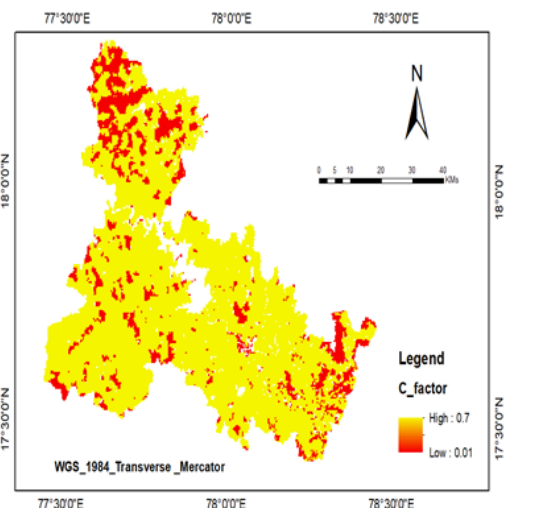 77°30'0"E 78°0'0"E 78°30'0"E
N
0 5 10 20 30 40
KMs
18°0'0"N
18°0'0"N
Legend
C_factor
High : 0.7
Low : 0.01
17°30'0"N
17°30'0"N
WGS_1984_Transverse _Mercator
77°30'0"E 78°0'0"E 78°30'0"E